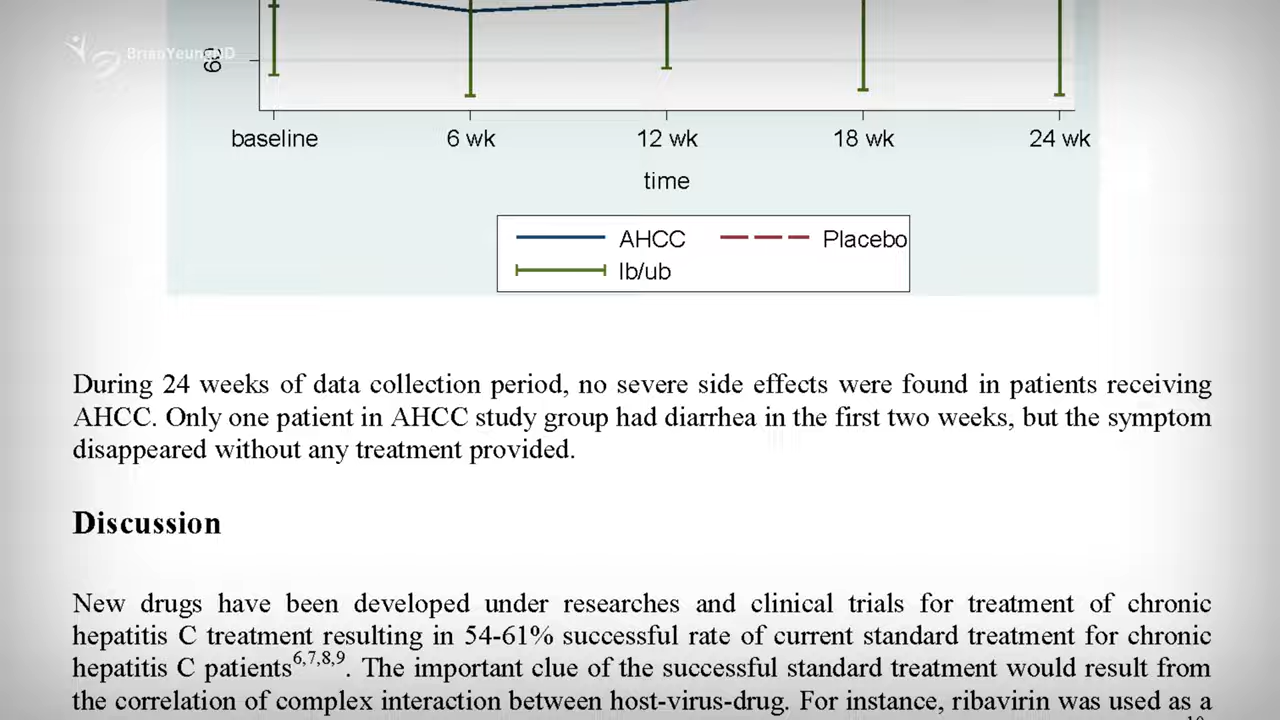 BrianYeungND
60
baseline 6 wk 12 wk 18 wk 24 wk
time
AHCC Placebo
lb/ub
During 24 weeks of data collection period, no severe side effects were found in patients receiving
AHCC. Only one patient in AHCC study group had diarrhea in the first two weeks, but the symptom
disappeared without any treatment provided.
Discussion
New drugs have been developed under researches and clinical trials for treatment of chronic
hepatitis C treatment resulting in 54-61% successful rate of current standard treatment for chronic
hepatitis C patients6,7,8,9. The important clue of the successful standard treatment would result from
the correlation of complex interaction between host-virus-drug. For instance, ribavirin was used as a